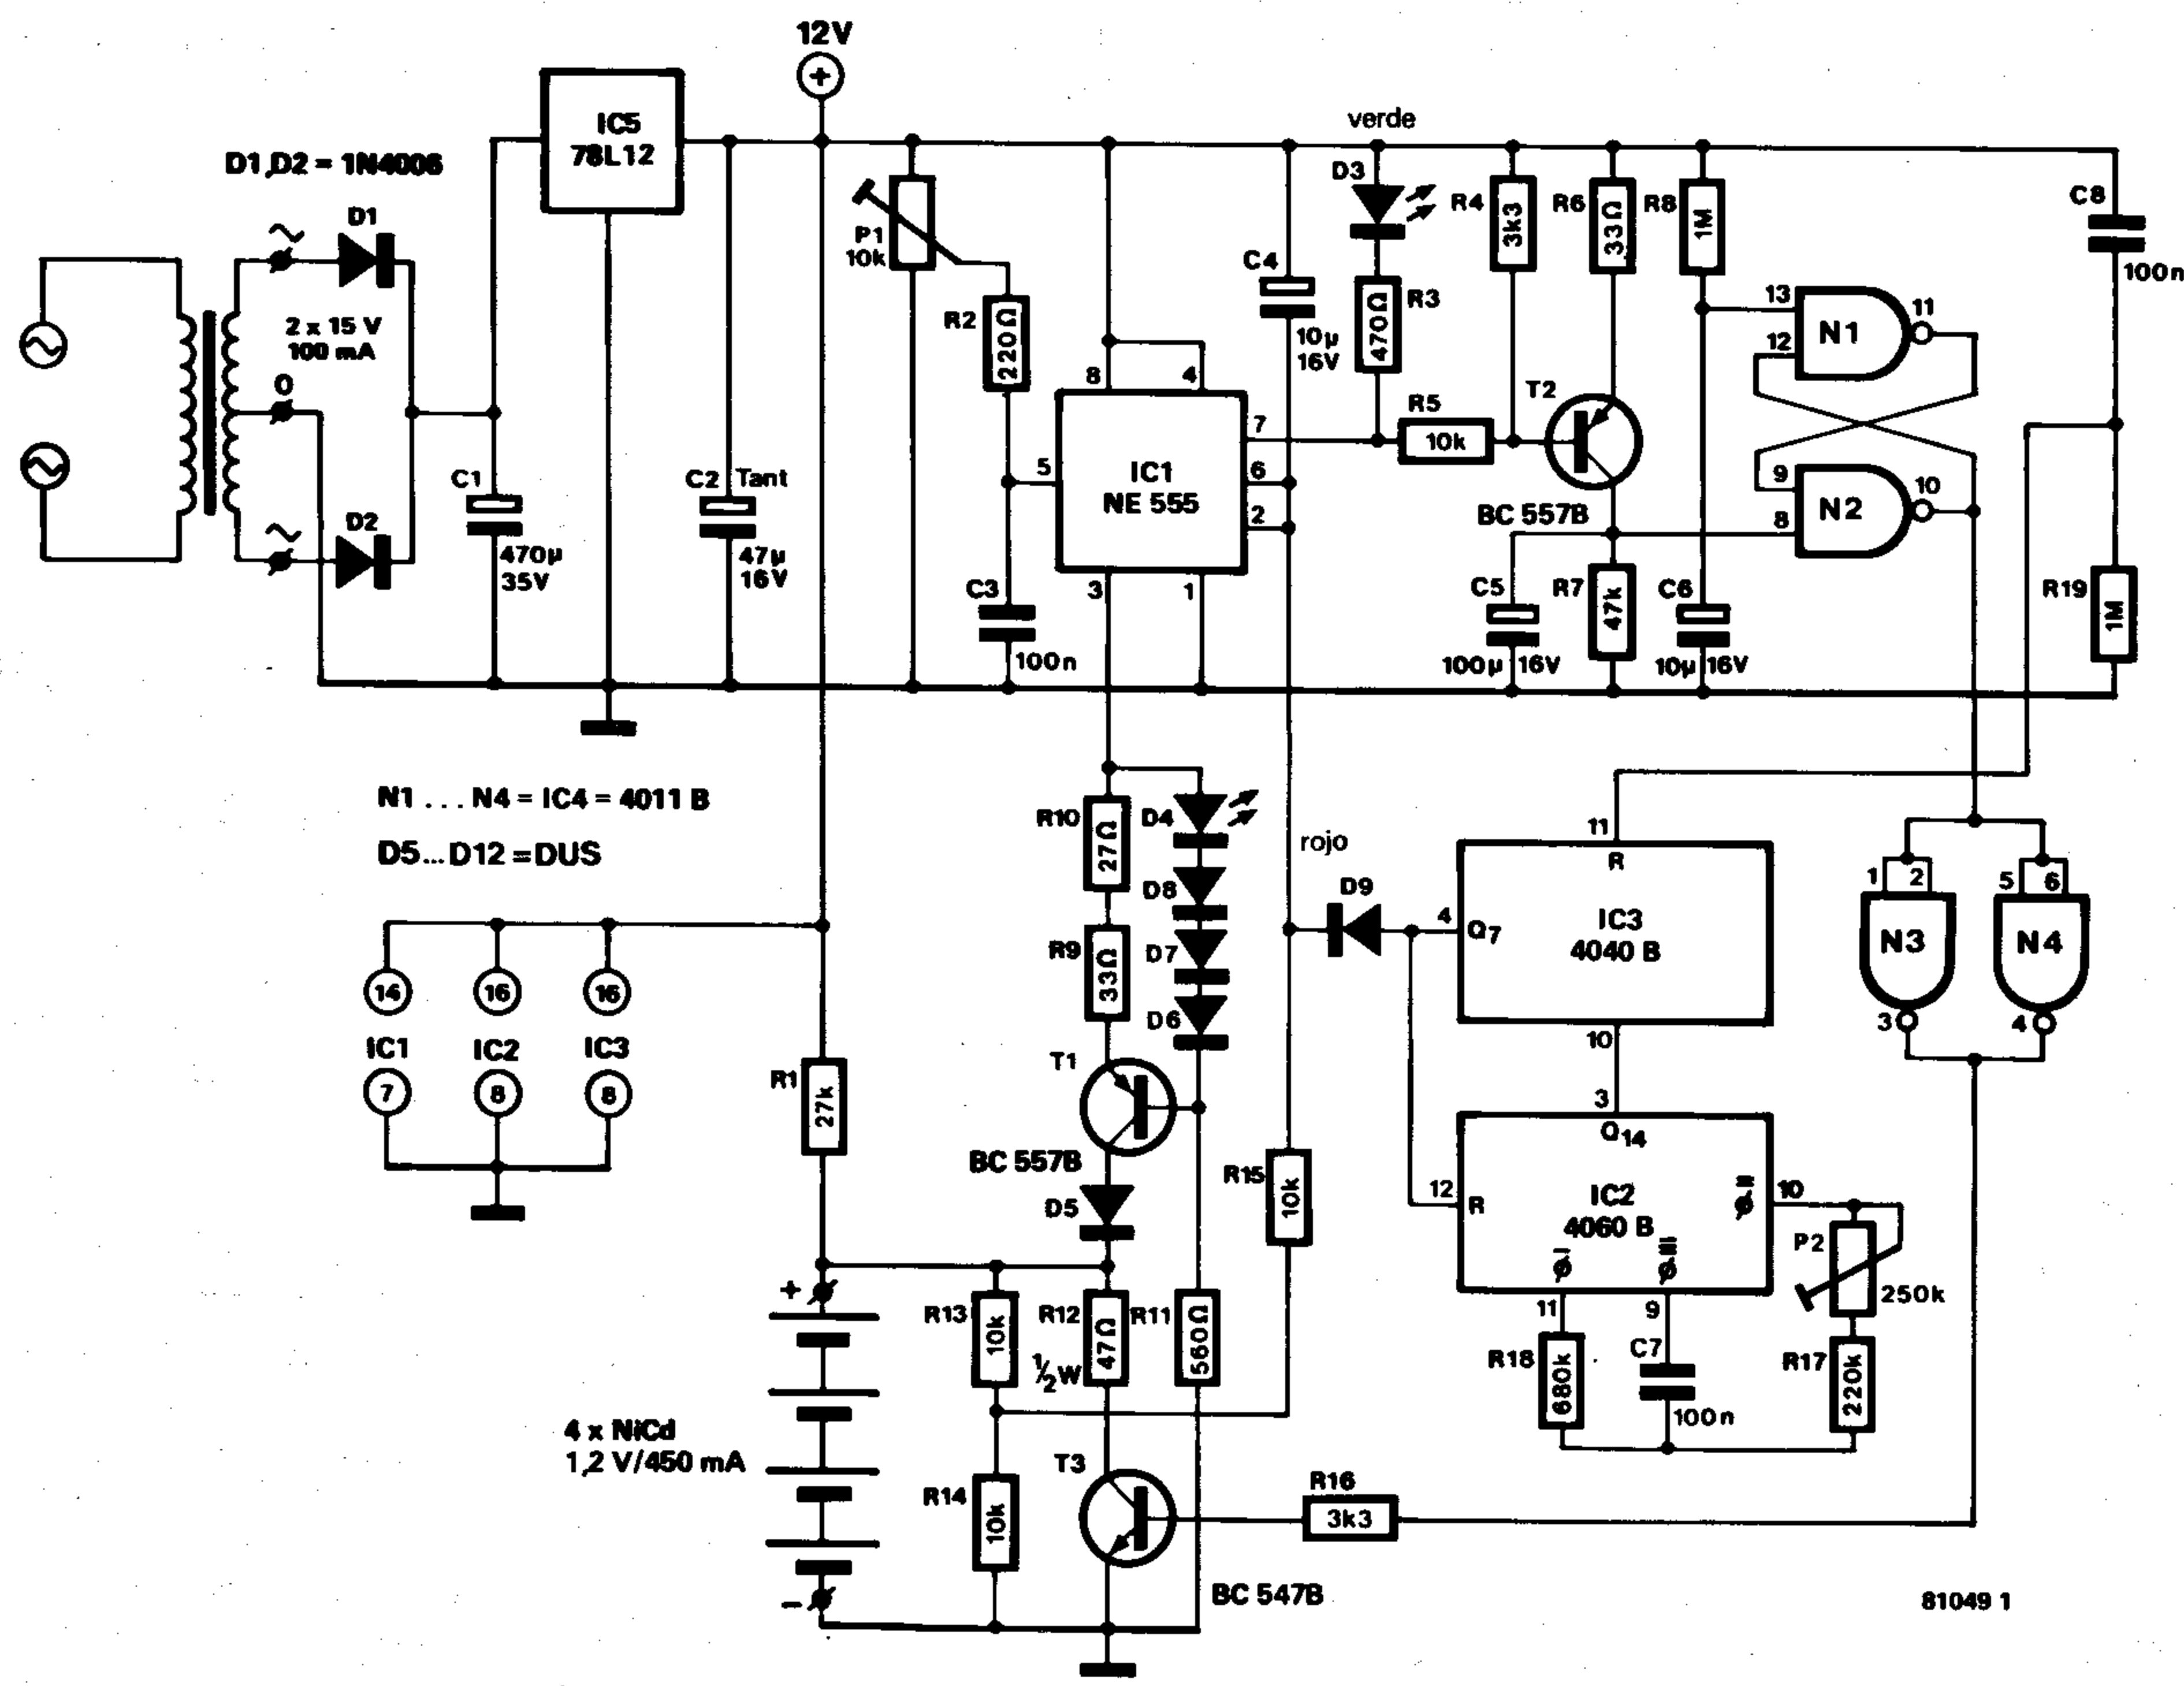 12V
+
IC5
78L12
D1,D2 = 1N4006
D1
2 x 15 V
100 mA
0
D2
C1
470µ
35V
C2 Tant
47µ
16V
P1
10k
R2
220Ω
C3
100n
8
4
5
IC1
NE 555
7
6
2
3
1
C4
10µ
16V
verde
D3
R3
470Ω
R4
3k3
R5
10k
R6
33Ω
T2
BC 557B
R8
1M
C5
100µ 16V
R7
47k
C6
10µ 16V
13
12
N1
11
9
8
N2
10
C8
100n
R19
1M
N1 . . . N4 = IC4 = 4011 B
D5...D12 = DUS
14
16
16
IC1
IC2
IC3
7
8
8
R1
27k
R10
27Ω
R9
33Ω
D4
D8
D7
D6
T1
BC 557B
D5
rojo
D9
R15
10k
11
R
4
Q7
IC3
4040 B
10
3
Q14
12
R
IC2
4060 B
10
11
9
P2
250k
R18
680k
C7
100n
R17
220k
1
2
N3
3
5
6
N4
4
+
R13
10k
R12
47Ω
½W
R11
560Ω
4 x NiCd
1,2 V/450 mA
R14
10k
T3
BC 547B
R16
3k3
−
81049 1